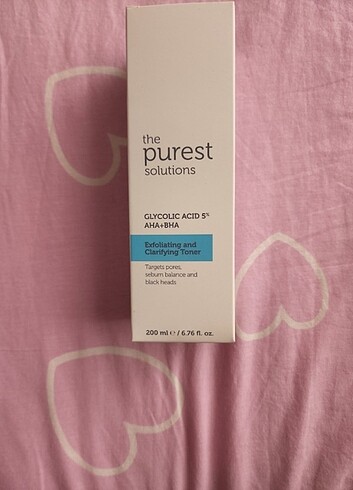 the
purest
solutions
GLYCOLIC ACID 5%
AHA+BHA
Exfoliating and
Clarifying Toner
Targets pores,
sebum balance and
black heads
200 ml ℮ / 6.76 fl. oz.